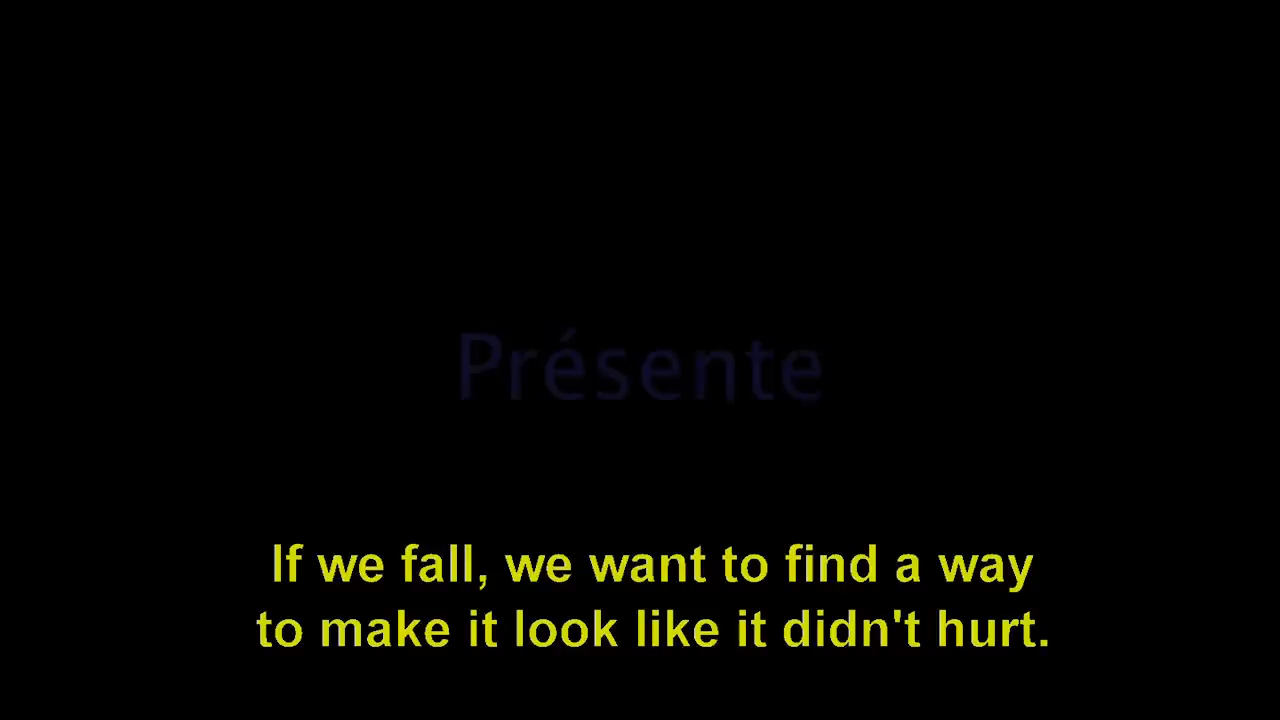 Présente
If we fall, we want to find a way
to make it look like it didn't hurt.